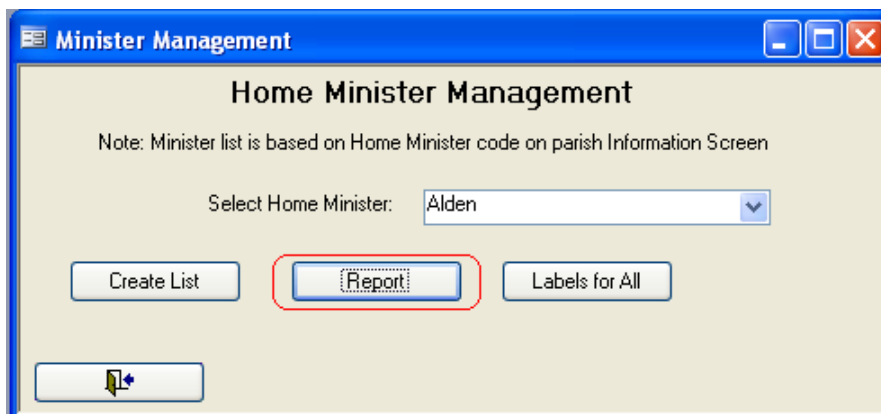 Minister Management
Home Minister Management
Note: Minister list is based on Home Minister code on parish Information Screen
Select Home Minister: Alden
Create List Report Labels for All